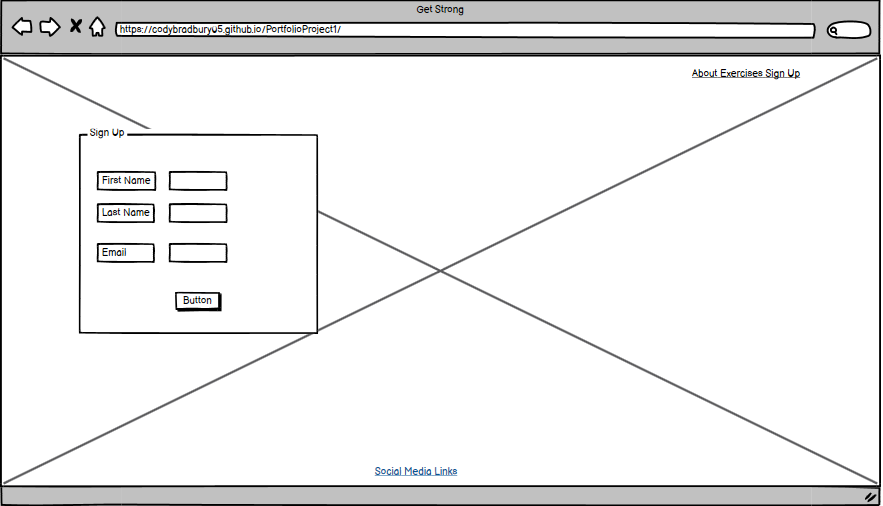 Get Strong
https://codybradbury05.github.io/PortfolioProject1/
About Exercises Sign Up
Sign Up
First Name
Last Name
Email
Button
Social Media Links